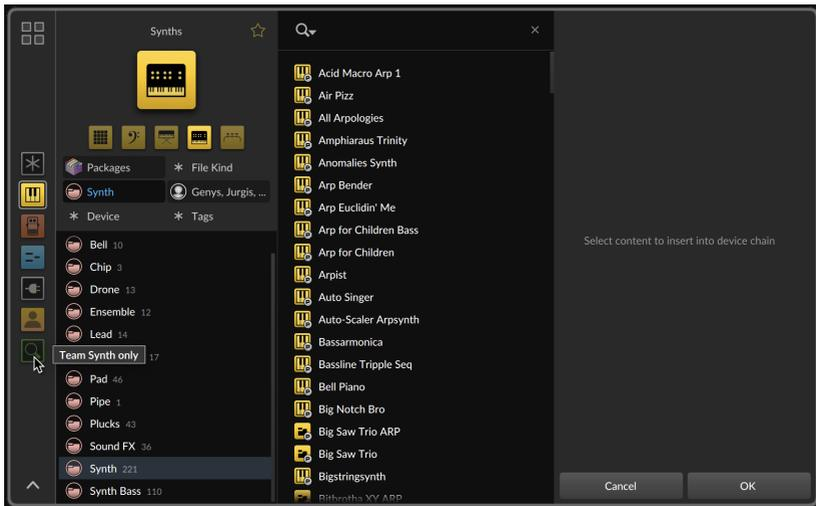 Synths
Packages
File Kind
Synth
Genys, Jurgis, ...
Device
Tags
Bell 10
Chip 3
Drone 13
Ensemble 12
Lead 14
17
Team Synth only
Pad 46
Pipe 1
Plucks 43
Sound FX 36
Synth 221
Synth Bass 110
Acid Macro Arp 1
Air Pizz
All Arpologies
Amphiaraus Trinity
Anomalies Synth
Arp Bender
Arp Euclidin' Me
Arp for Children Bass
Arp for Children
Arpist
Auto Singer
Auto-Scaler Arpsynth
Bassarmonica
Bassline Tripple Seq
Bell Piano
Big Notch Bro
Big Saw Trio ARP
Big Saw Trio
Bigstringsynth
Bithrotha XY ARP
Select content to insert into device chain
Cancel
OK